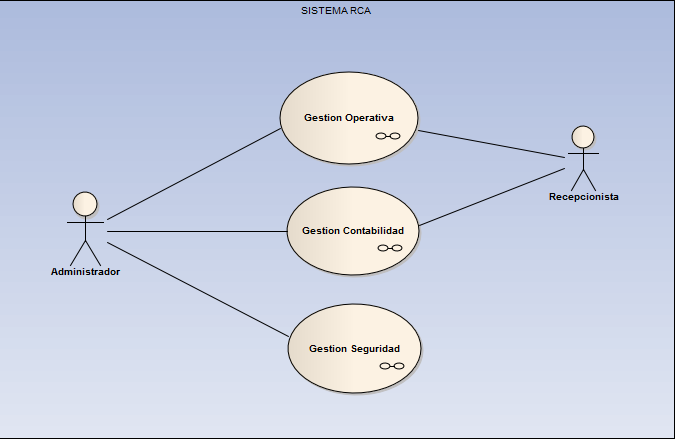 SISTEMA RCA
Gestion Operativa
Recepcionista
Gestion Contabilidad
Administrador
Gestion Seguridad